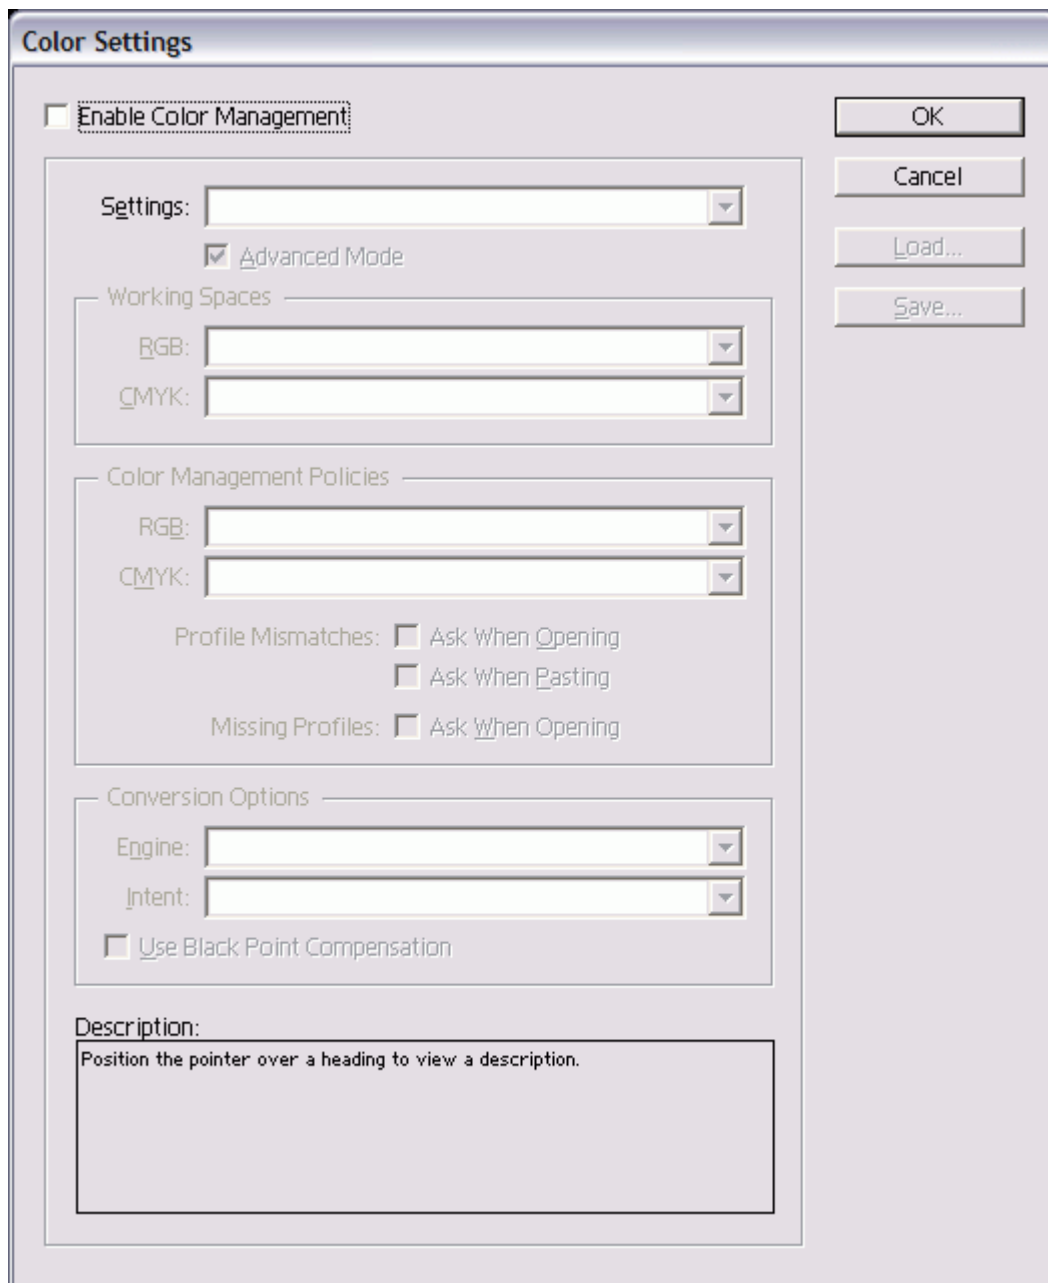 Color Settings
Enable Color Management
OK
Cancel
Load...
Save...
Settings:
Advanced Mode
Working Spaces
RGB:
CMYK:
Color Management Policies
RGB:
CMYK:
Profile Mismatches: Ask When Opening
Ask When Pasting
Missing Profiles: Ask When Opening
Conversion Options
Engine:
Intent:
Use Black Point Compensation
Description:
Position the pointer over a heading to view a description.